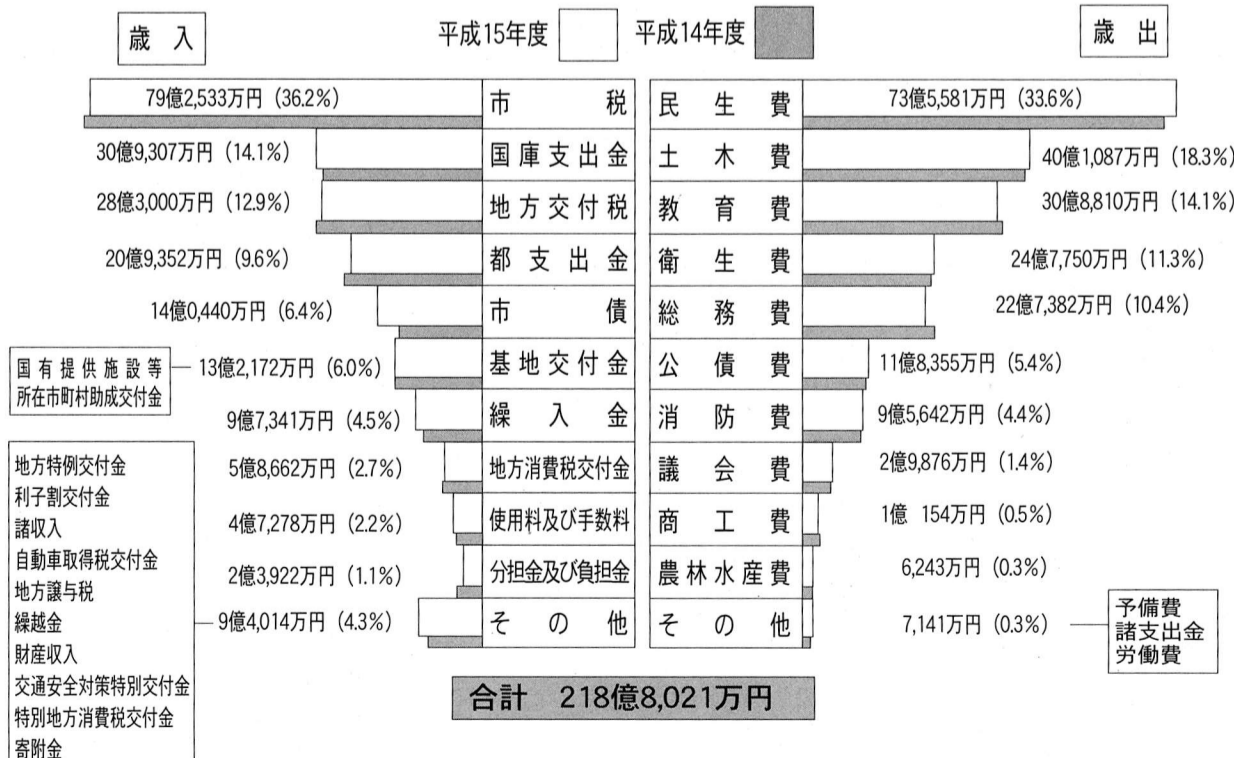 歳入
平成15年度
平成14年度
歳出
79億2,533万円（36.2%）
市税
民生費
73億5,581万円（33.6%）
30億9,307万円（14.1%）
国庫支出金
土木費
40億1,087万円（18.3%）
28億3,000万円（12.9%）
地方交付税
教育費
30億8,810万円（14.1%）
20億9,352万円（9.6%）
都支出金
衛生費
24億7,750万円（11.3%）
14億0,440万円（6.4%）
市債
総務費
22億7,382万円（10.4%）
国有提供施設等
所在市町村助成交付金
13億2,172万円（6.0%）
基地交付金
公債費
11億8,355万円（5.4%）
9億7,341万円（4.5%）
繰入金
消防費
9億5,642万円（4.4%）
5億8,662万円（2.7%）
地方消費税交付金
議会費
2億9,876万円（1.4%）
4億7,278万円（2.2%）
使用料及び手数料
商工費
1億 154万円（0.5%）
2億3,922万円（1.1%）
分担金及び負担金
農林水産費
6,243万円（0.3%）
地方特例交付金
利子割交付金
諸収入
自動車取得税交付金
地方譲与税
繰越金
財産収入
交通安全対策特別交付金
特別地方消費税交付金
寄附金
9億4,014万円（4.3%）
その他
その他
7,141万円（0.3%）
予備費
諸支出金
労働費
合計 218億8,021万円